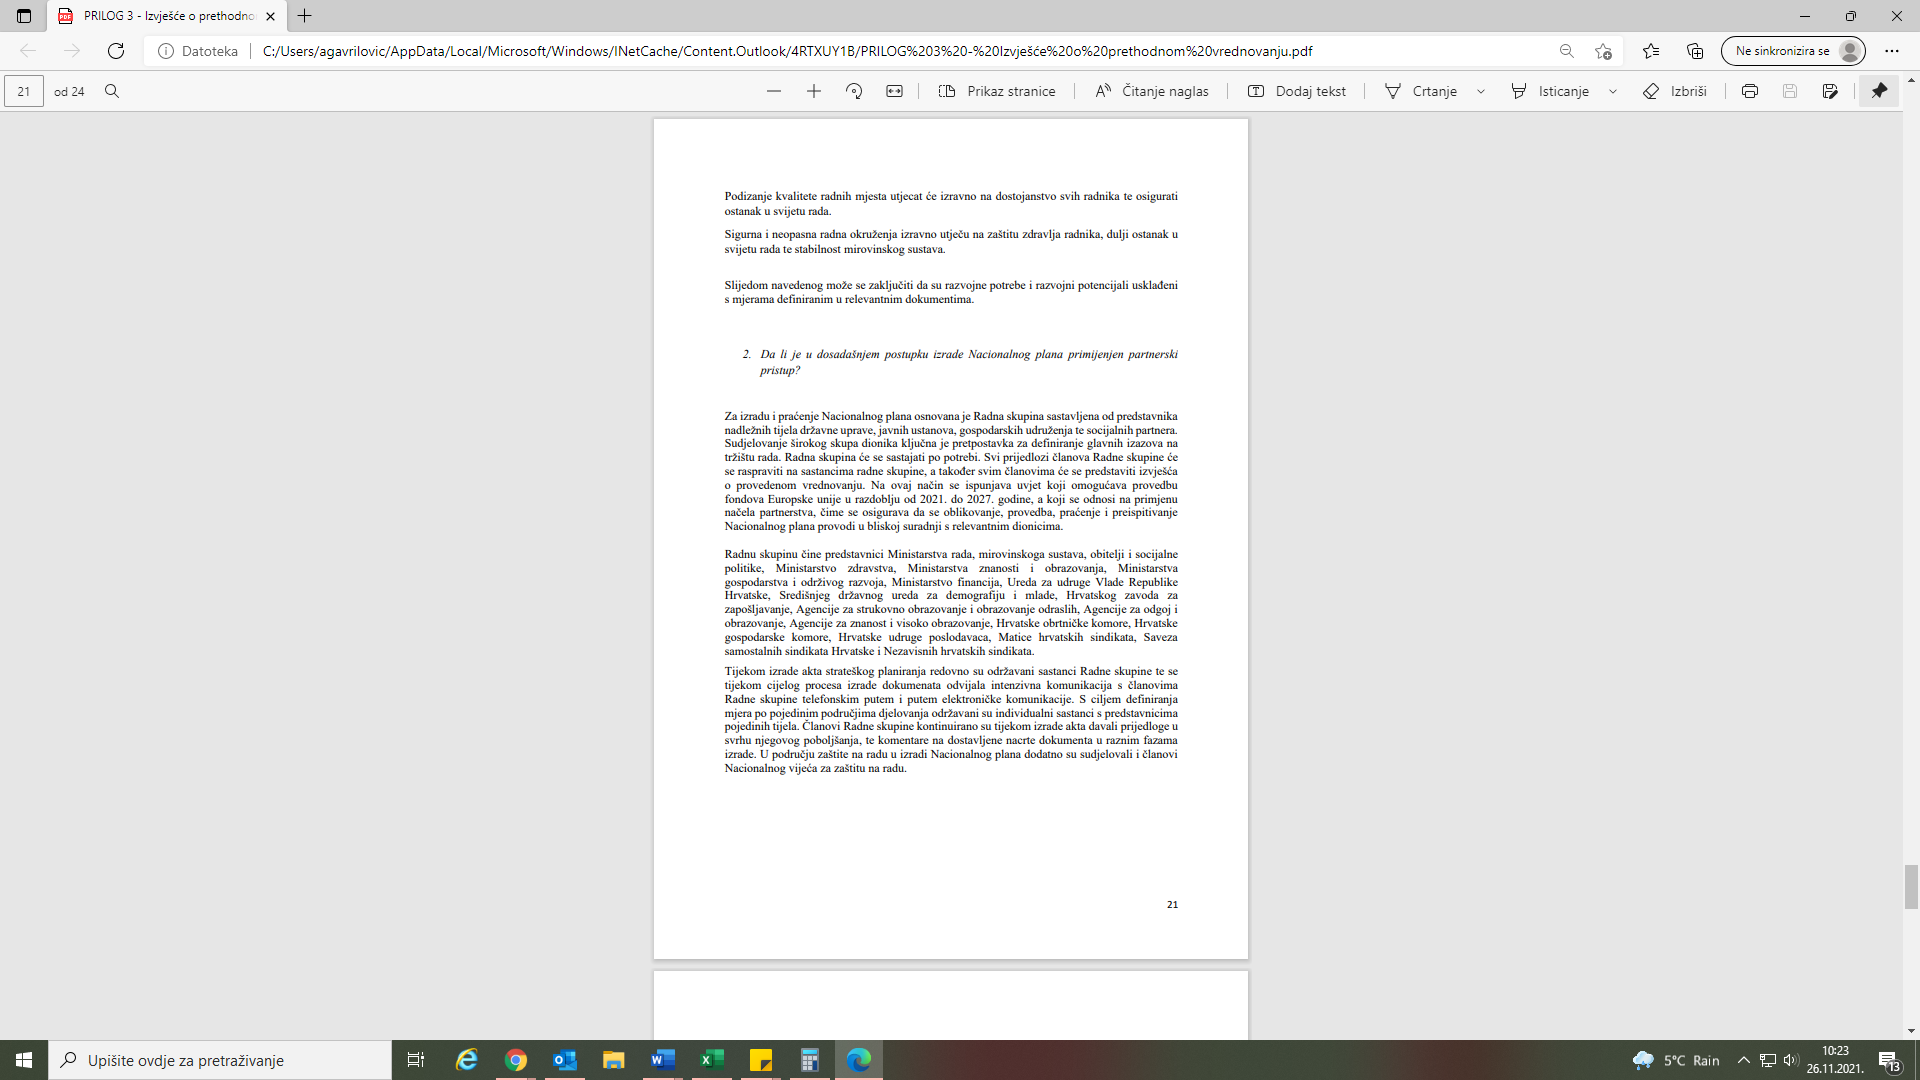 PRILOG 3 - Izvješće o prethodno
Datoteka
C:/Users/agavrilovic/AppData/Local/Microsoft/Windows/INetCache/Content.Outlook/4RTXUY1B/PRILOG%203%20-%20Izvješće%20o%20prethodnom%20vrednovanju.pdf
Ne sinkronizira se
21
od 24
Prikaz stranice
Čitanje naglas
Dodaj tekst
Crtanje
Isticanje
Izbriši
Podizanje kvalitete radnih mjesta utjecat će izravno na dostojanstvo svih radnika te osigurati
ostanak u svijetu rada.
Sigurna i neopasna radna okruženja izravno utječu na zaštitu zdravlja radnika, dulji ostanak u
svijetu rada te stabilnost mirovinskog sustava.
Slijedom navedenog može se zaključiti da su razvojne potrebe i razvojni potencijali usklađeni
s mjerama definiranim u relevantnim dokumentima.
2. Da li je u dosadašnjem postupku izrade Nacionalnog plana primijenjen partnerski
pristup?
Za izradu i praćenje Nacionalnog plana osnovana je Radna skupina sastavljena od predstavnika
nadležnih tijela državne uprave, javnih ustanova, gospodarskih udruženja te socijalnih partnera.
Sudjelovanje širokog skupa dionika ključna je pretpostavka za definiranje glavnih izazova na
tržištu rada. Radna skupina će se sastajati po potrebi. Svi prijedlozi članova Radne skupine će
se raspraviti na sastancima radne skupine, a također svim članovima će se predstaviti izvješća
o provedenom vrednovanju. Na ovaj način se ispunjava uvjet koji omogućava provedbu
fondova Europske unije u razdoblju od 2021. do 2027. godine, a koji se odnosi na primjenu
načela partnerstva, čime se osigurava da se oblikovanje, provedba, praćenje i preispitivanje
Nacionalnog plana provodi u bliskoj suradnji s relevantnim dionicima.
Radnu skupinu čine predstavnici Ministarstva rada, mirovinskoga sustava, obitelji i socijalne
politike, Ministarstvo zdravstva, Ministarstva znanosti i obrazovanja, Ministarstva
gospodarstva i održivog razvoja, Ministarstvo financija, Ureda za udruge Vlade Republike
Hrvatske, Središnjeg državnog ureda za demografiju i mlade, Hrvatskog zavoda za
zapošljavanje, Agencije za strukovno obrazovanje i obrazovanje odraslih, Agencije za odgoj i
obrazovanje, Agencije za znanost i visoko obrazovanje, Hrvatske obrtničke komore, Hrvatske
gospodarske komore, Hrvatske udruge poslodavaca, Matice hrvatskih sindikata, Saveza
samostalnih sindikata Hrvatske i Nezavisnih hrvatskih sindikata.
Tijekom izrade akta strateškog planiranja redovno su održavani sastanci Radne skupine te se
tijekom cijelog procesa izrade dokumenata odvijala intenzivna komunikacija s članovima
Radne skupine telefonskim putem i putem elektroničke komunikacije. S ciljem definiranja
mjera po pojedinim područjima djelovanja održavani su individualni sastanci s predstavnicima
pojedinih tijela. Članovi Radne skupine kontinuirano su tijekom izrade akta davali prijedloge u
svrhu njegovog poboljšanja, te komentare na dostavljene nacrte dokumenta u raznim fazama
izrade. U području zaštite na radu u izradi Nacionalnog plana dodatno su sudjelovali i članovi
Nacionalnog vijeća za zaštitu na radu.
21
Upišite ovdje za pretraživanje
5°C Rain
10:23
26.11.2021.
13